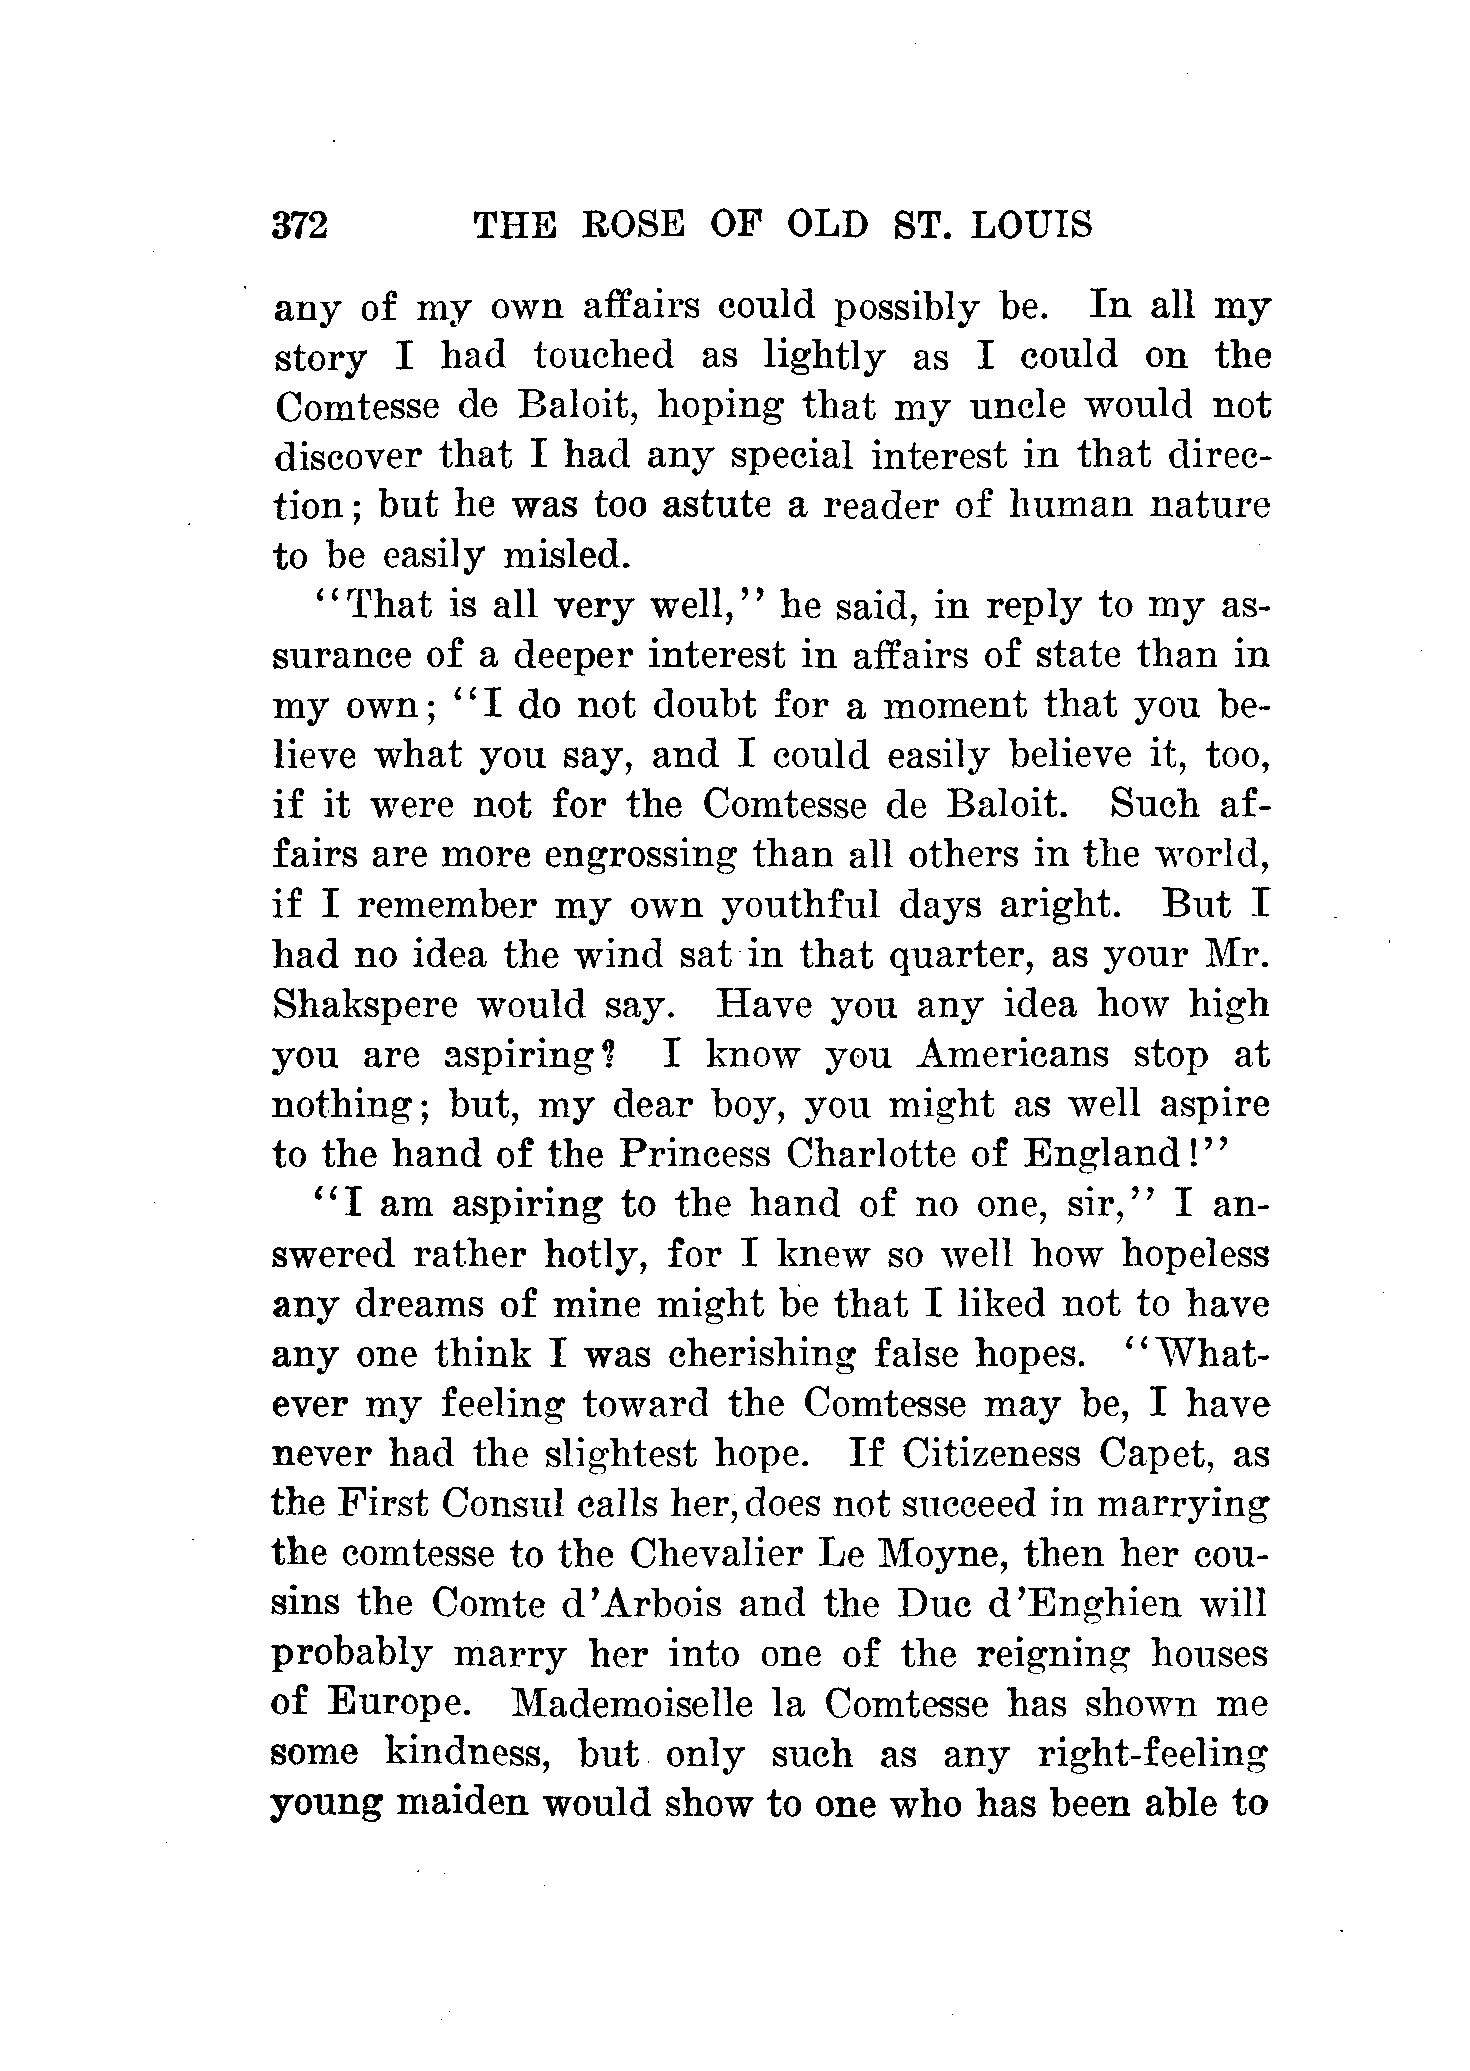 372 THE ROSE OF OLD ST. LOUIS
any of my own affairs could possibly be. In all my
story I had touched as lightly as I could on the
Comtesse de Baloit, hoping that my uncle would not
discover that I had any special interest in that direc-
tion; but he was too astute a reader of human nature
to be easily misled.
"That is all very well," he said, in reply to my as-
surance of a deeper interest in affairs of state than in
my own; "I do not doubt for a moment that you be-
lieve what you say, and I could easily believe it, too,
if it were not for the Comtesse de Baloit. Such af-
fairs are more engrossing than all others in the world,
if I remember my own youthful days aright. But I
had no idea the wind sat in that quarter, as your Mr.
Shakspere would say. Have you any idea how high
you are aspiring? I know you Americans stop at
nothing; but, my dear boy, you might as well aspire
to the hand of the Princess Charlotte of England!"
"I am aspiring to the hand of no one, sir," I an-
swered rather hotly, for I knew so well how hopeless
any dreams of mine might be that I liked not to have
any one think I was cherishing false hopes. "What-
ever my feeling toward the Comtesse may be, I have
never had the slightest hope. If Citizeness Capet, as
the First Consul calls her, does not succeed in marrying
the comtesse to the Chevalier Le Moyne, then her cou-
sins the Comte d'Arbois and the Duc d'Enghien will
probably marry her into one of the reigning houses
of Europe. Mademoiselle la Comtesse has shown me
some kindness, but only such as any right-feeling
young maiden would show to one who has been able to